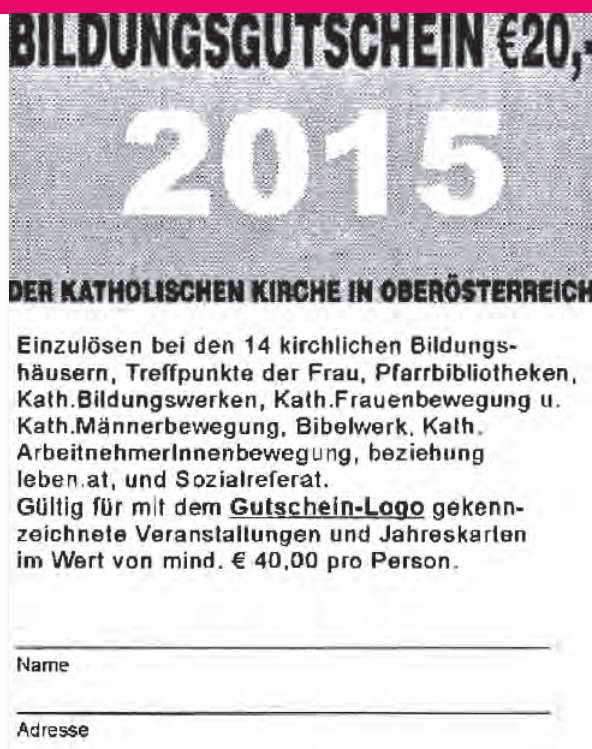 BILDUNGSGUTSCHEIN €20,-
2015
DER KATHOLISCHEN KIRCHE IN OBERÖSTERREICH
Einzulösen bei den 14 kirchlichen Bildungs-
häusern, Treffpunkte der Frau, Pfarrbibliotheken,
Kath.Bildungswerken, Kath.Frauenbewegung u.
Kath.Männerbewegung, Bibelwerk, Kath.
ArbeitnehmerInnenbewegung, beziehung
leben.at, und Sozialreferat.
Gültig für mit dem Gutschein-Logo gekenn-
zeichnete Veranstaltungen und Jahreskarten
im Wert von mind. € 40,00 pro Person.
Name
Adresse